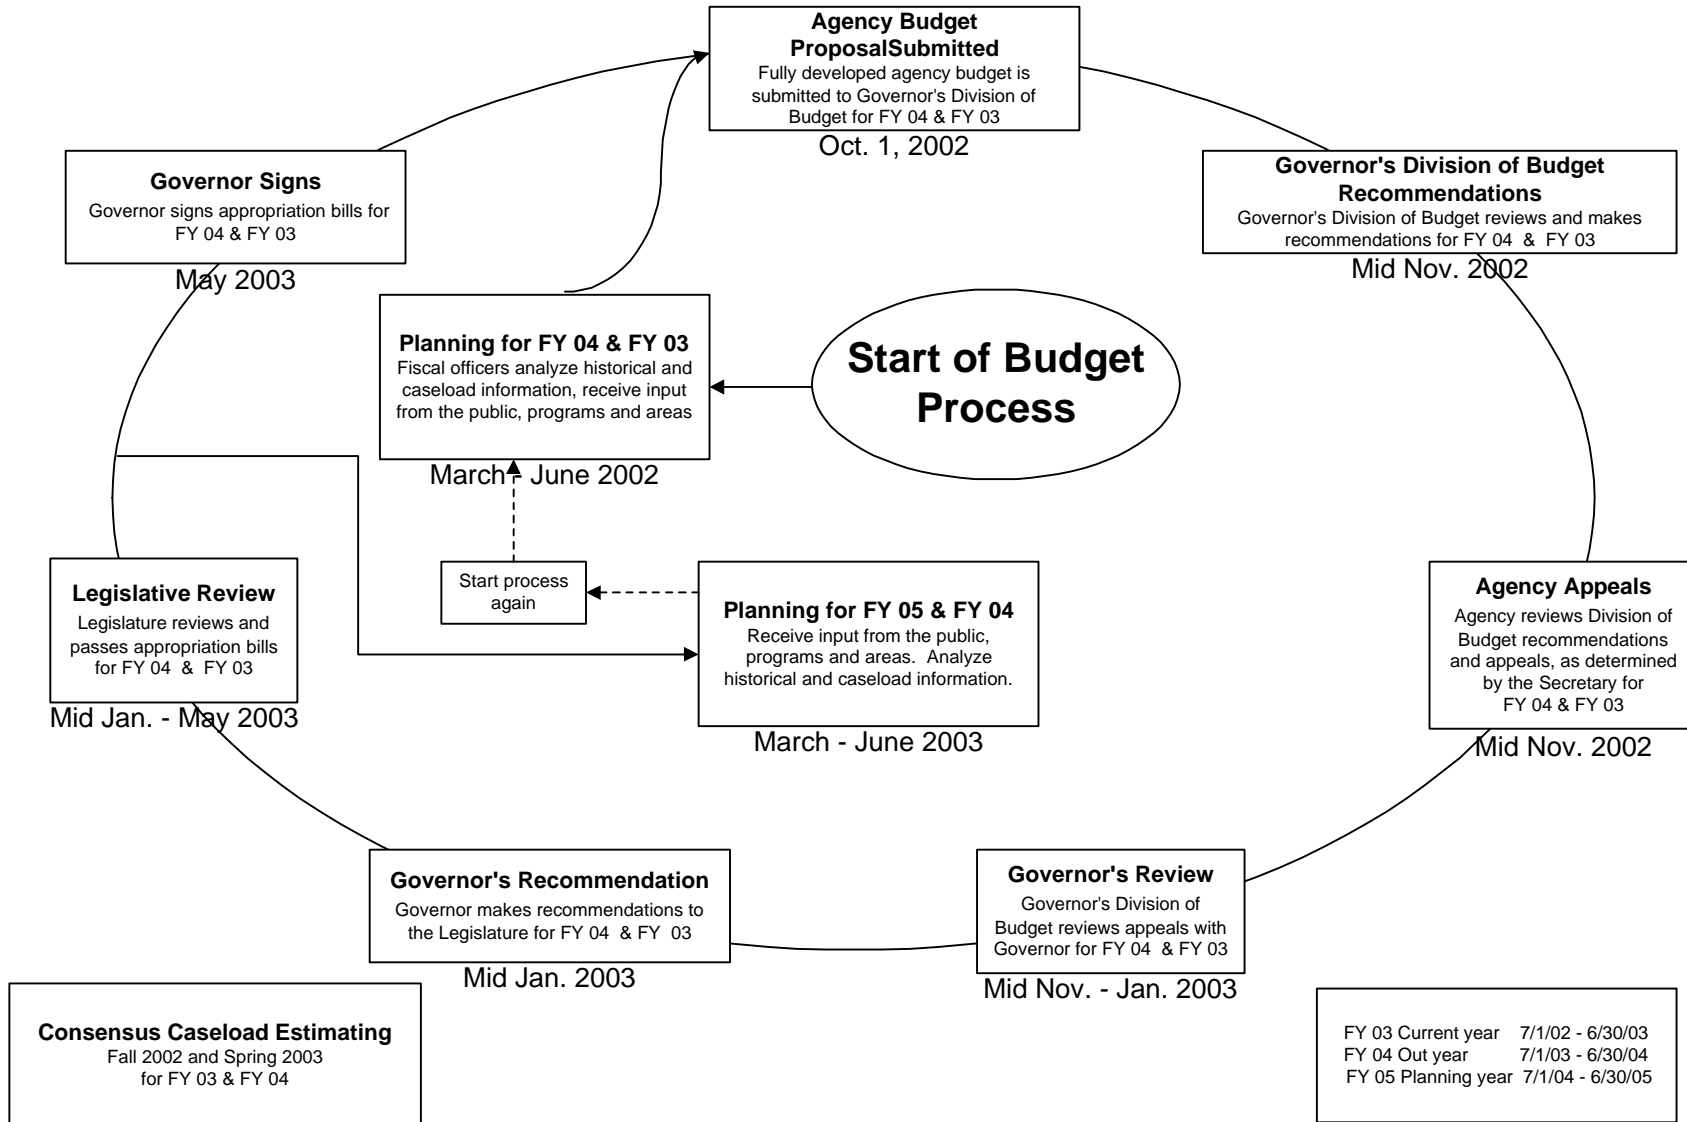 Agency Budget
ProposalSubmitted
Fully developed agency budget is
submitted to Governor's Division of
Budget for FY 04 & FY 03
Oct. 1, 2002
Governor's Division of Budget
Recommendations
Governor's Division of Budget reviews and makes
recommendations for FY 04 & FY 03
Mid Nov. 2002
Governor Signs
Governor signs appropriation bills for
FY 04 & FY 03
May 2003
Planning for FY 04 & FY 03
Fiscal officers analyze historical and
caseload information, receive input
from the public, programs and areas
March - June 2002
Start of Budget
Process
Legislative Review
Legislature reviews and
passes appropriation bills
for FY 04 & FY 03
Mid Jan. - May 2003
Start process
again
Planning for FY 05 & FY 04
Receive input from the public,
programs and areas. Analyze
historical and caseload information.
March - June 2003
Agency Appeals
Agency reviews Division of
Budget recommendations
and appeals, as determined
by the Secretary for
FY 04 & FY 03
Mid Nov. 2002
Governor's Recommendation
Governor makes recommendations to
the Legislature for FY 04 & FY 03
Mid Jan. 2003
Governor's Review
Governor's Division of
Budget reviews appeals with
Governor for FY 04 & FY 03
Mid Nov. - Jan. 2003
Consensus Caseload Estimating
Fall 2002 and Spring 2003
for FY 03 & FY 04
FY 03 Current year 7/1/02 - 6/30/03
FY 04 Out year 7/1/03 - 6/30/04
FY 05 Planning year 7/1/04 - 6/30/05